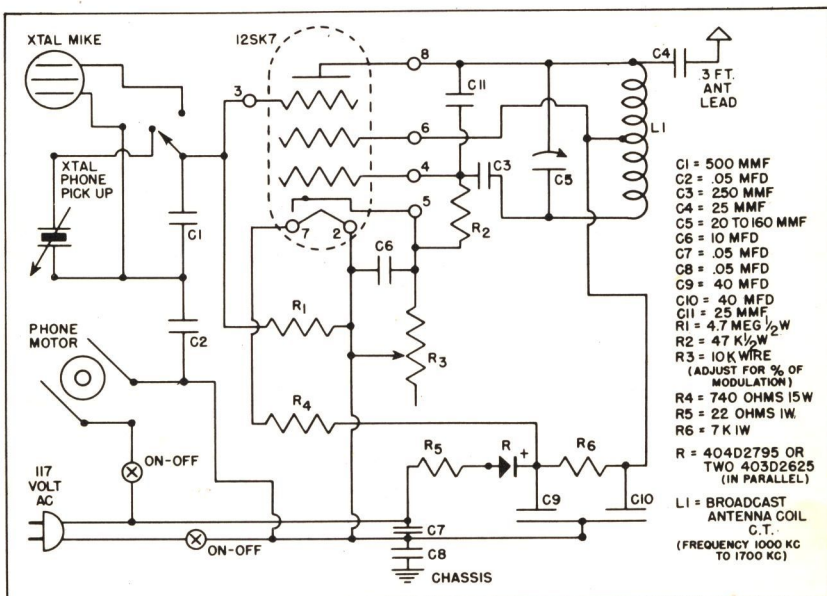 XTAL MIKE
12SK7
8
C4
3 FT.
ANT
LEAD
3
C11
6
L1
XTAL
PHONE
PICK UP
4
C3
C5
5
C1
R2
7
2
C6
C1 = 500 MMF
C2 = .05 MFD
C3 = 250 MMF
C4 = 25 MMF
C5 = 20 TO 160 MMF
C6 = 10 MFD
C7 = .05 MFD
C8 = .05 MFD
C9 = 40 MFD
C10 = 40 MFD
C11 = 25 MMF
R1 = 4.7 MEG 1/2 W
R2 = 47 K 1/2 W
R3 = 10K WIRE
(ADJUST FOR % OF
MODULATION)
R4 = 740 OHMS 15W
R5 = 22 OHMS 1W
R6 = 7 K 1W
R = 404D2795 OR
TWO 403D2625
(IN PARALLEL)
L1 = BROADCAST
ANTENNA COIL
C.T.
(FREQUENCY 1000 KC
TO 1700 KC)
PHONE
MOTOR
C2
R1
R3
R4
R5
R
+
R6
ON-OFF
117
VOLT
AC
C9
C10
C7
ON-OFF
C8
CHASSIS